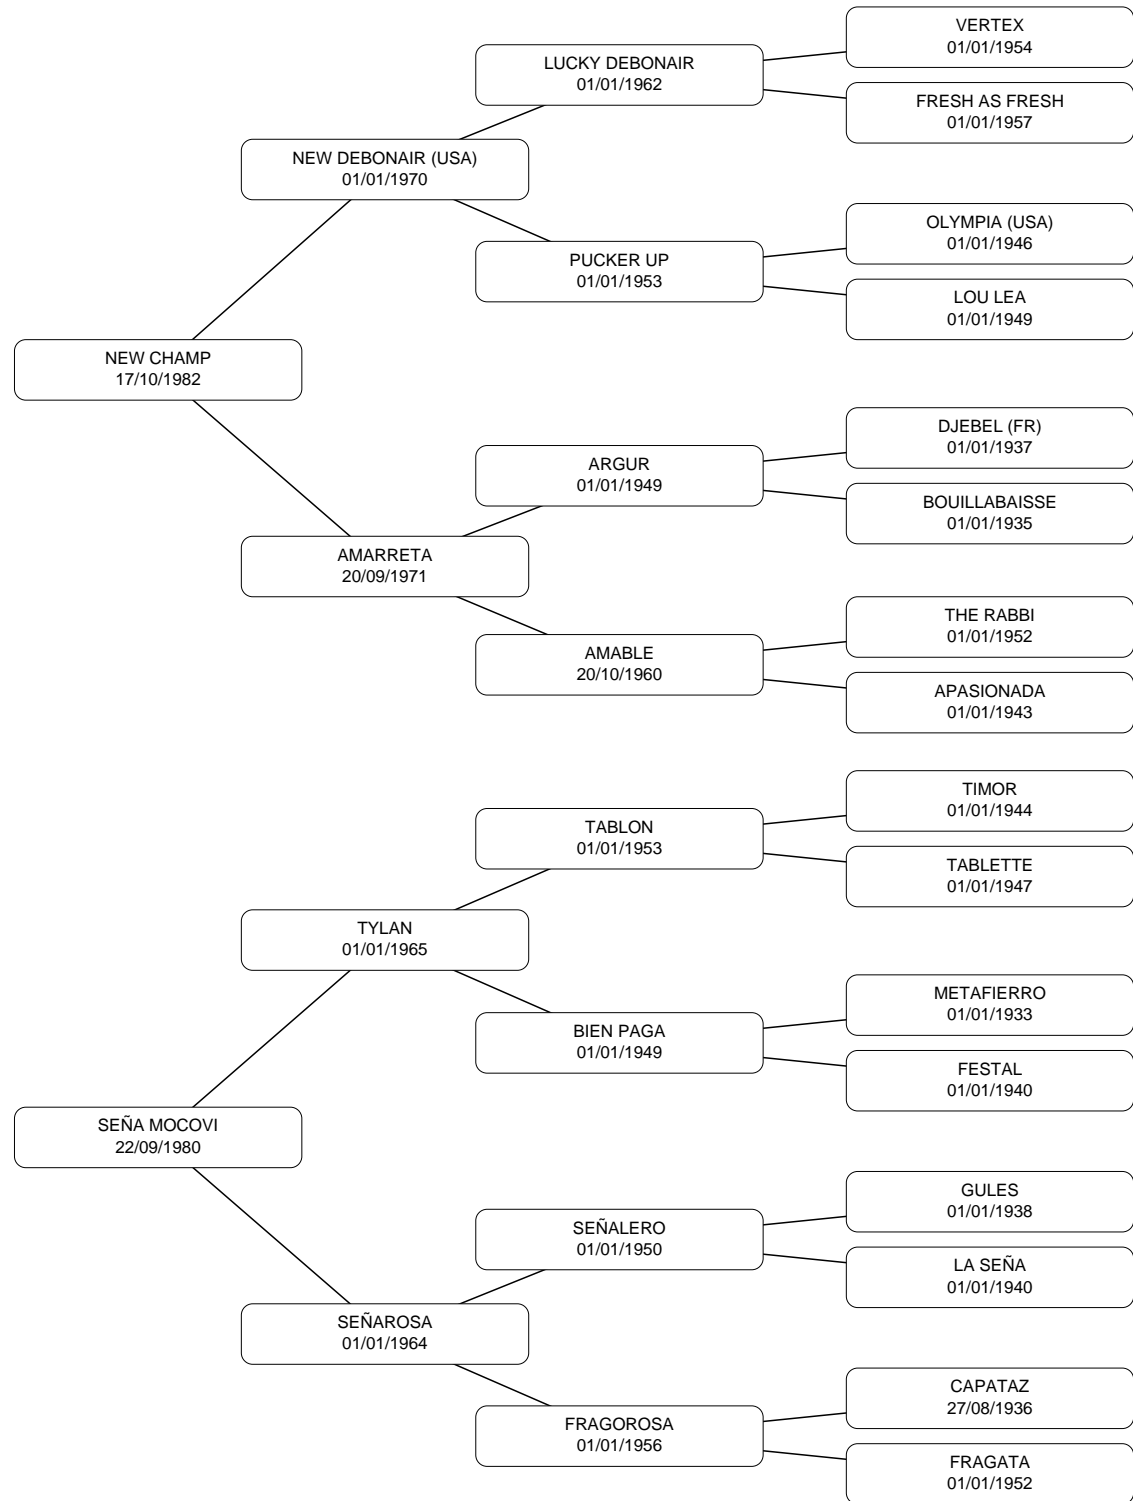 VERTEX
01/01/1954
LUCKY DEBONAIR
01/01/1962
FRESH AS FRESH
01/01/1957
NEW DEBONAIR (USA)
01/01/1970
OLYMPIA (USA)
01/01/1946
PUCKER UP
01/01/1953
LOU LEA
01/01/1949
NEW CHAMP
17/10/1982
DJEBEL (FR)
01/01/1937
ARGUR
01/01/1949
BOUILLABAISSE
01/01/1935
AMARRETA
20/09/1971
THE RABBI
01/01/1952
AMABLE
20/10/1960
APASIONADA
01/01/1943
TIMOR
01/01/1944
TABLON
01/01/1953
TABLETTE
01/01/1947
TYLAN
01/01/1965
METAFIERRO
01/01/1933
BIEN PAGA
01/01/1949
FESTAL
01/01/1940
SEÑA MOCOVI
22/09/1980
GULES
01/01/1938
SEÑALERO
01/01/1950
LA SEÑA
01/01/1940
SEÑAROSA
01/01/1964
CAPATAZ
27/08/1936
FRAGOROSA
01/01/1956
FRAGATA
01/01/1952